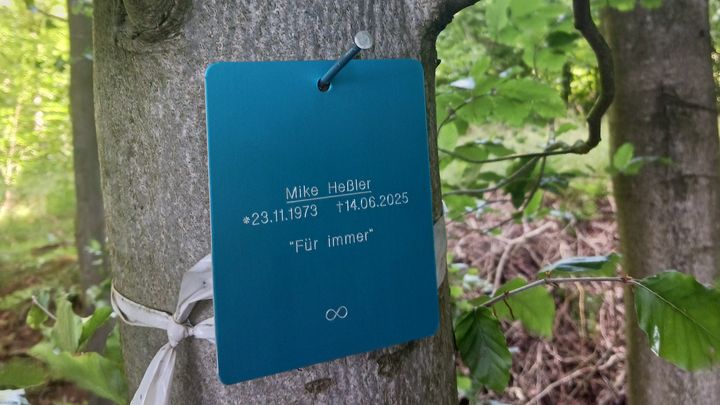 Mike Heßler
*23.11.1973 †14.06.2025
"Für immer"
∞